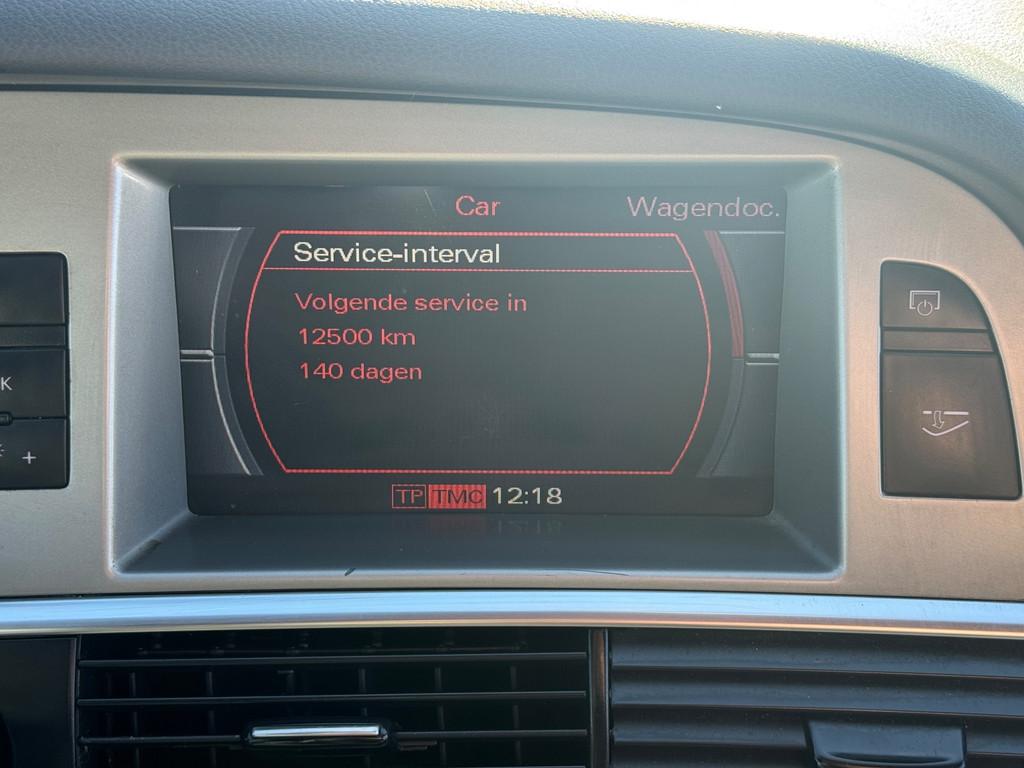 Car
Wagendoc.
Service-interval
Volgende service in
12500 km
140 dagen
K
+
TP TMC 12:18